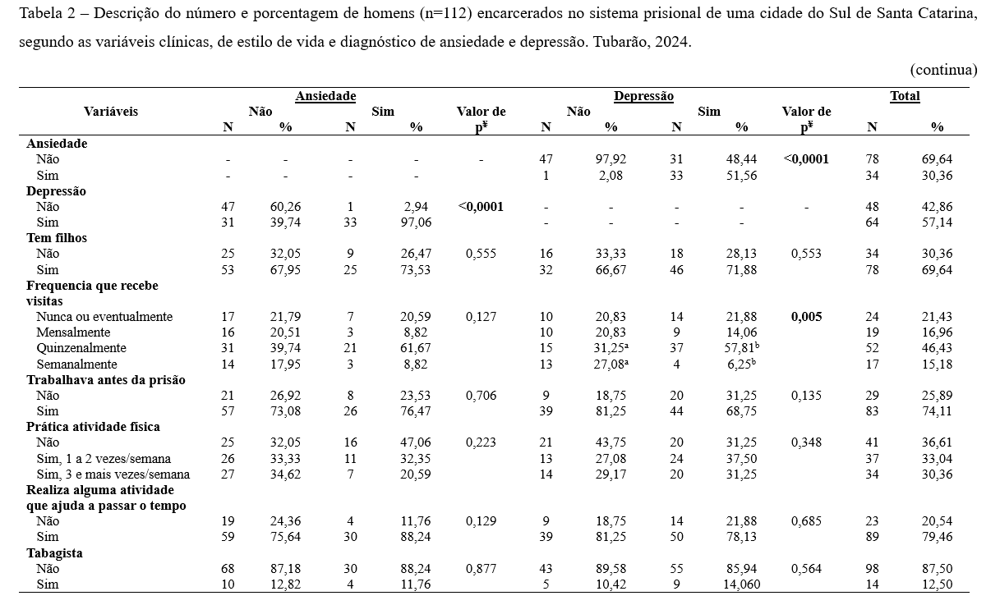 Tabela 2 – Descrição do número e porcentagem de homens (n=112) encarcerados no sistema prisional de uma cidade do Sul de Santa Catarina,
segundo as variáveis clínicas, de estilo de vida e diagnóstico de ansiedade e depressão. Tubarão, 2024.
(continua)
Ansiedade Depressão Total
Variáveis Não Sim Valor de Não Sim Valor de
N % N % p¥ N % N % p¥ N %
Ansiedade
Não - - - - - 47 97,92 31 48,44 <0,0001 78 69,64
Sim - - - - 1 2,08 33 51,56 34 30,36
Depressão
Não 47 60,26 1 2,94 <0,0001 - - - - - 48 42,86
Sim 31 39,74 33 97,06 - - - - 64 57,14
Tem filhos
Não 25 32,05 9 26,47 0,555 16 33,33 18 28,13 0,553 34 30,36
Sim 53 67,95 25 73,53 32 66,67 46 71,88 78 69,64
Frequencia que recebe
visitas
Nunca ou eventualmente 17 21,79 7 20,59 0,127 10 20,83 14 21,88 0,005 24 21,43
Mensalmente 16 20,51 3 8,82 10 20,83 9 14,06 19 16,96
Quinzenalmente 31 39,74 21 61,67 15 31,25ª 37 57,81ᵇ 52 46,43
Semanalmente 14 17,95 3 8,82 13 27,08ª 4 6,25ᵇ 17 15,18
Trabalhava antes da prisão
Não 21 26,92 8 23,53 0,706 9 18,75 20 31,25 0,135 29 25,89
Sim 57 73,08 26 76,47 39 81,25 44 68,75 83 74,11
Prática atividade física
Não 25 32,05 16 47,06 0,223 21 43,75 20 31,25 0,348 41 36,61
Sim, 1 a 2 vezes/semana 26 33,33 11 32,35 13 27,08 24 37,50 37 33,04
Sim, 3 e mais vezes/semana 27 34,62 7 20,59 14 29,17 20 31,25 34 30,36
Realiza alguma atividade
que ajuda a passar o tempo
Não 19 24,36 4 11,76 0,129 9 18,75 14 21,88 0,685 23 20,54
Sim 59 75,64 30 88,24 39 81,25 50 78,13 89 79,46
Tabagista
Não 68 87,18 30 88,24 0,877 43 89,58 55 85,94 0,564 98 87,50
Sim 10 12,82 4 11,76 5 10,42 9 14,060 14 12,50